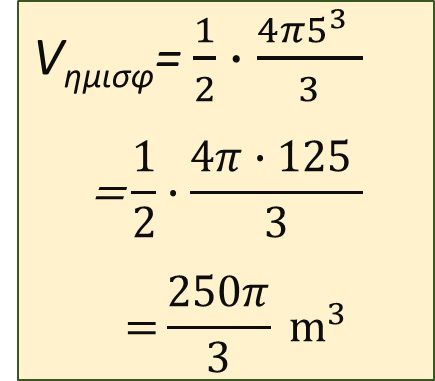 V_ημισφ = 1/2 · 4π5³/3
= 1/2 · 4π · 125/3
= 250π/3 m³